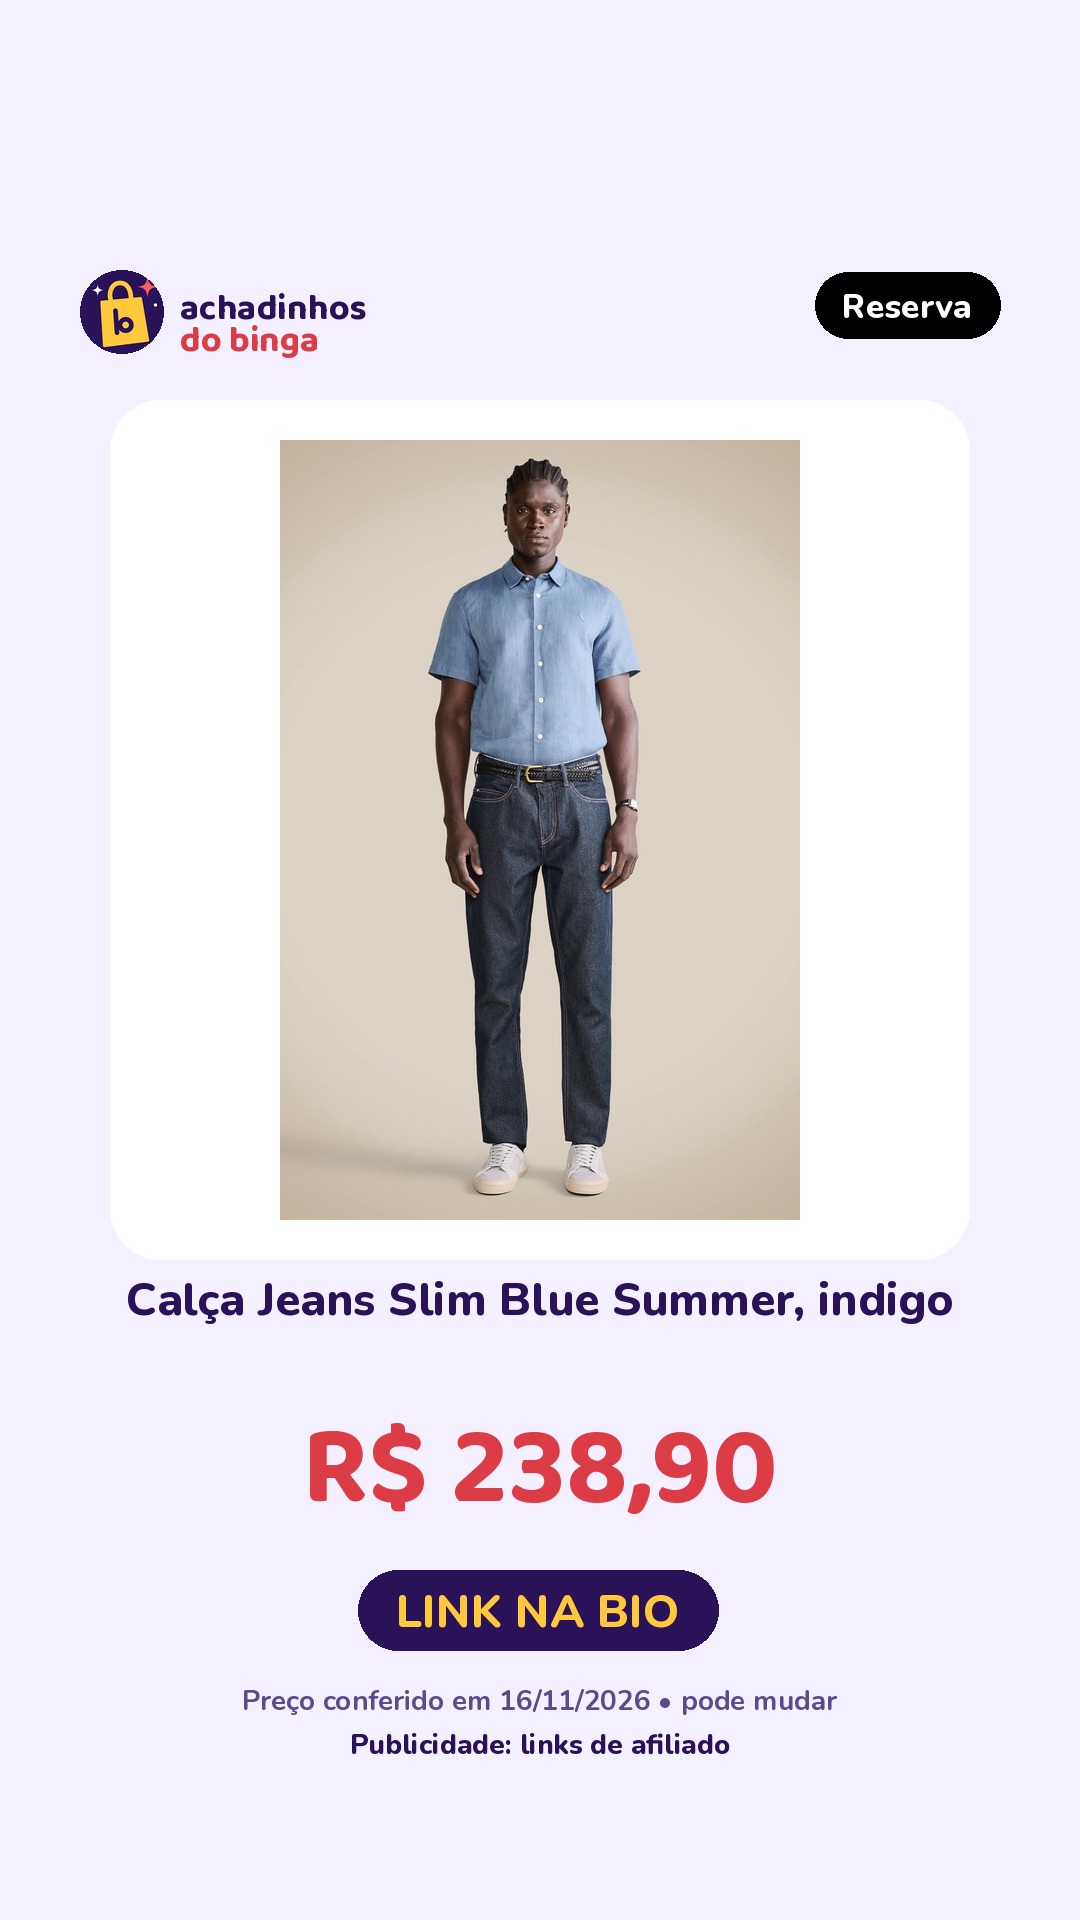 achadinhos
do binga
Reserva
Calça Jeans Slim Blue Summer, indigo
R$ 238,90
LINK NA BIO
Preço conferido em 16/11/2026 • pode mudar
Publicidade: links de afiliado